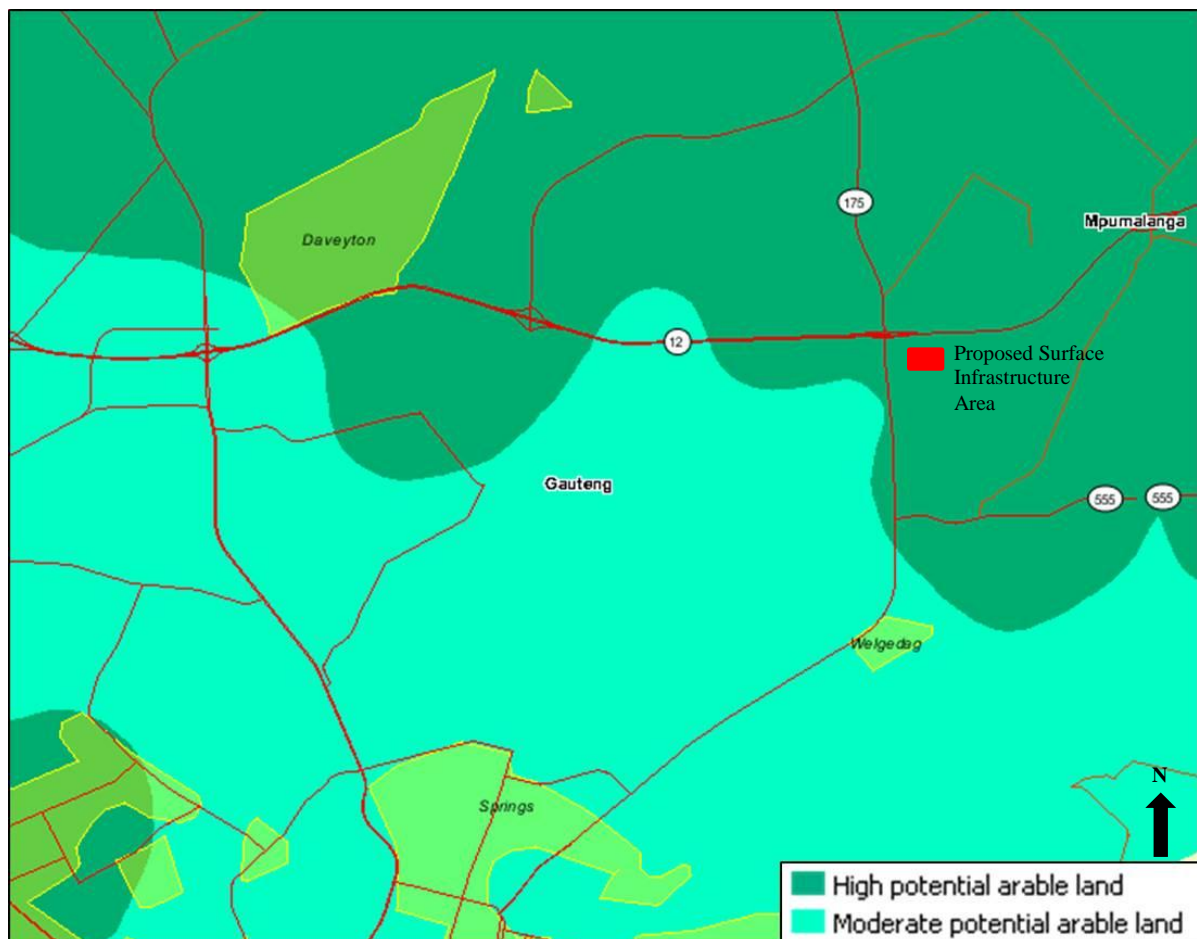 Daveyton
175
Mpumalanga
12
Proposed Surface
Infrastructure
Area
Gauteng
555
555
Welgedag
N
Springs
High potential arable land
Moderate potential arable land